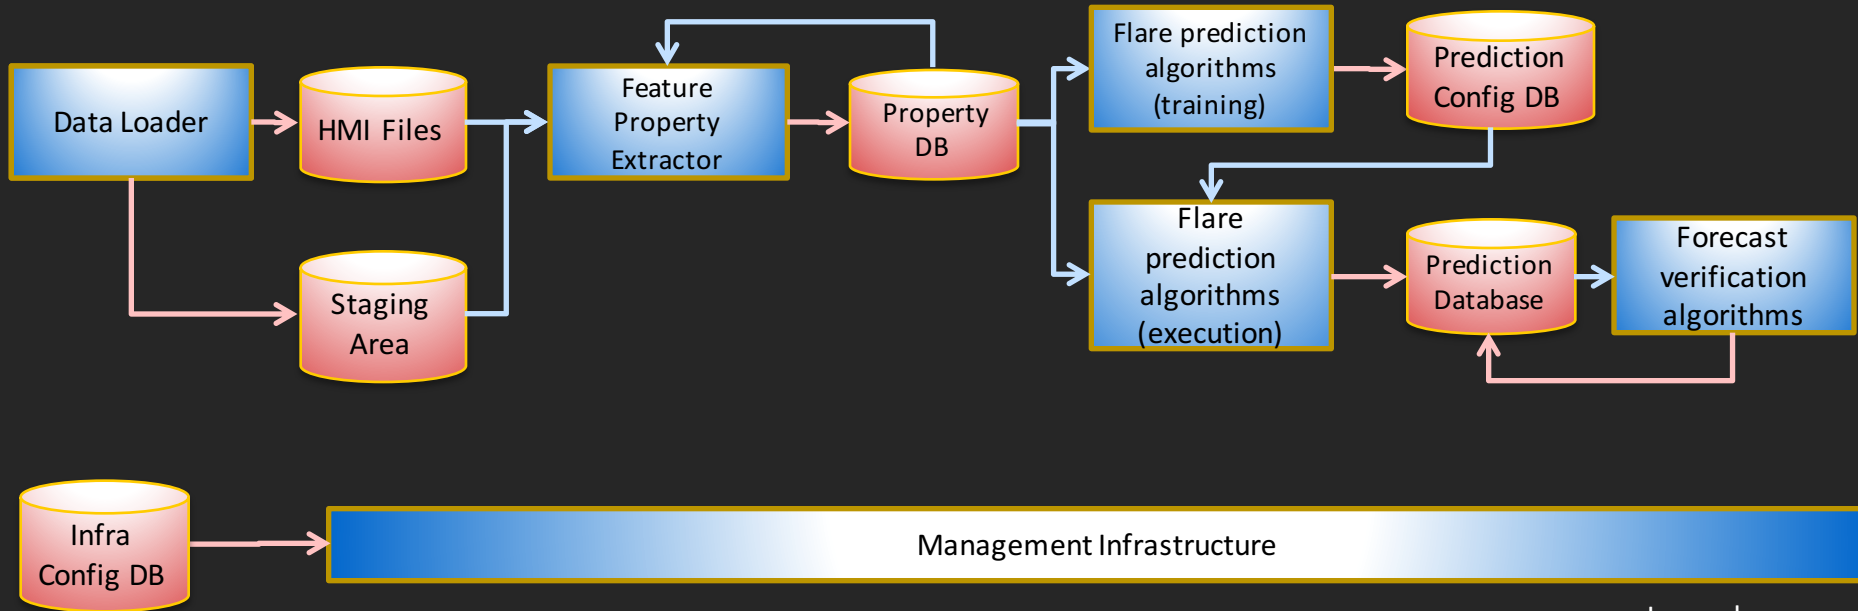 Data Loader
HMI Files
Staging
Area
Feature
Property
Extractor
Property
DB
Flare prediction
algorithms
(training)
Prediction
Config DB
Flare
prediction
algorithms
(execution)
Prediction
Database
Forecast
verification
algorithms
Infra
Config DB
Management Infrastructure